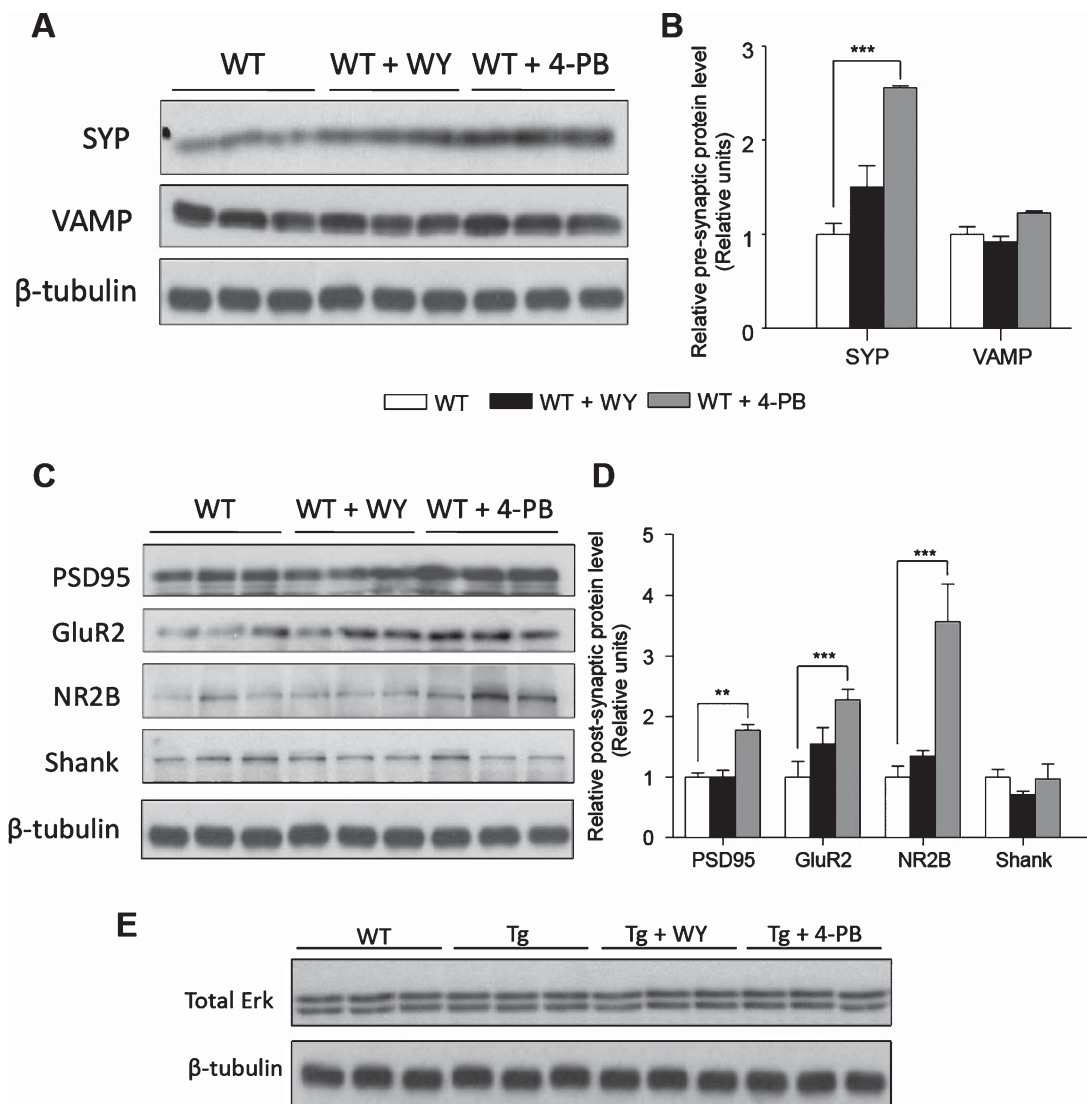 A
WT WT + WY WT + 4-PB
SYP
VAMP
β-tubulin
B
Relative pre-synaptic protein level
(Relative units)
3
2
1
0
***
SYP VAMP
WT WT + WY WT + 4-PB
C
WT WT + WY WT + 4-PB
PSD95
GluR2
NR2B
Shank
β-tubulin
D
Relative post-synaptic protein level
(Relative units)
5
4
3
2
1
0
**
***
***
PSD95 GluR2 NR2B Shank
E
WT Tg Tg + WY Tg + 4-PB
Total Erk
β-tubulin